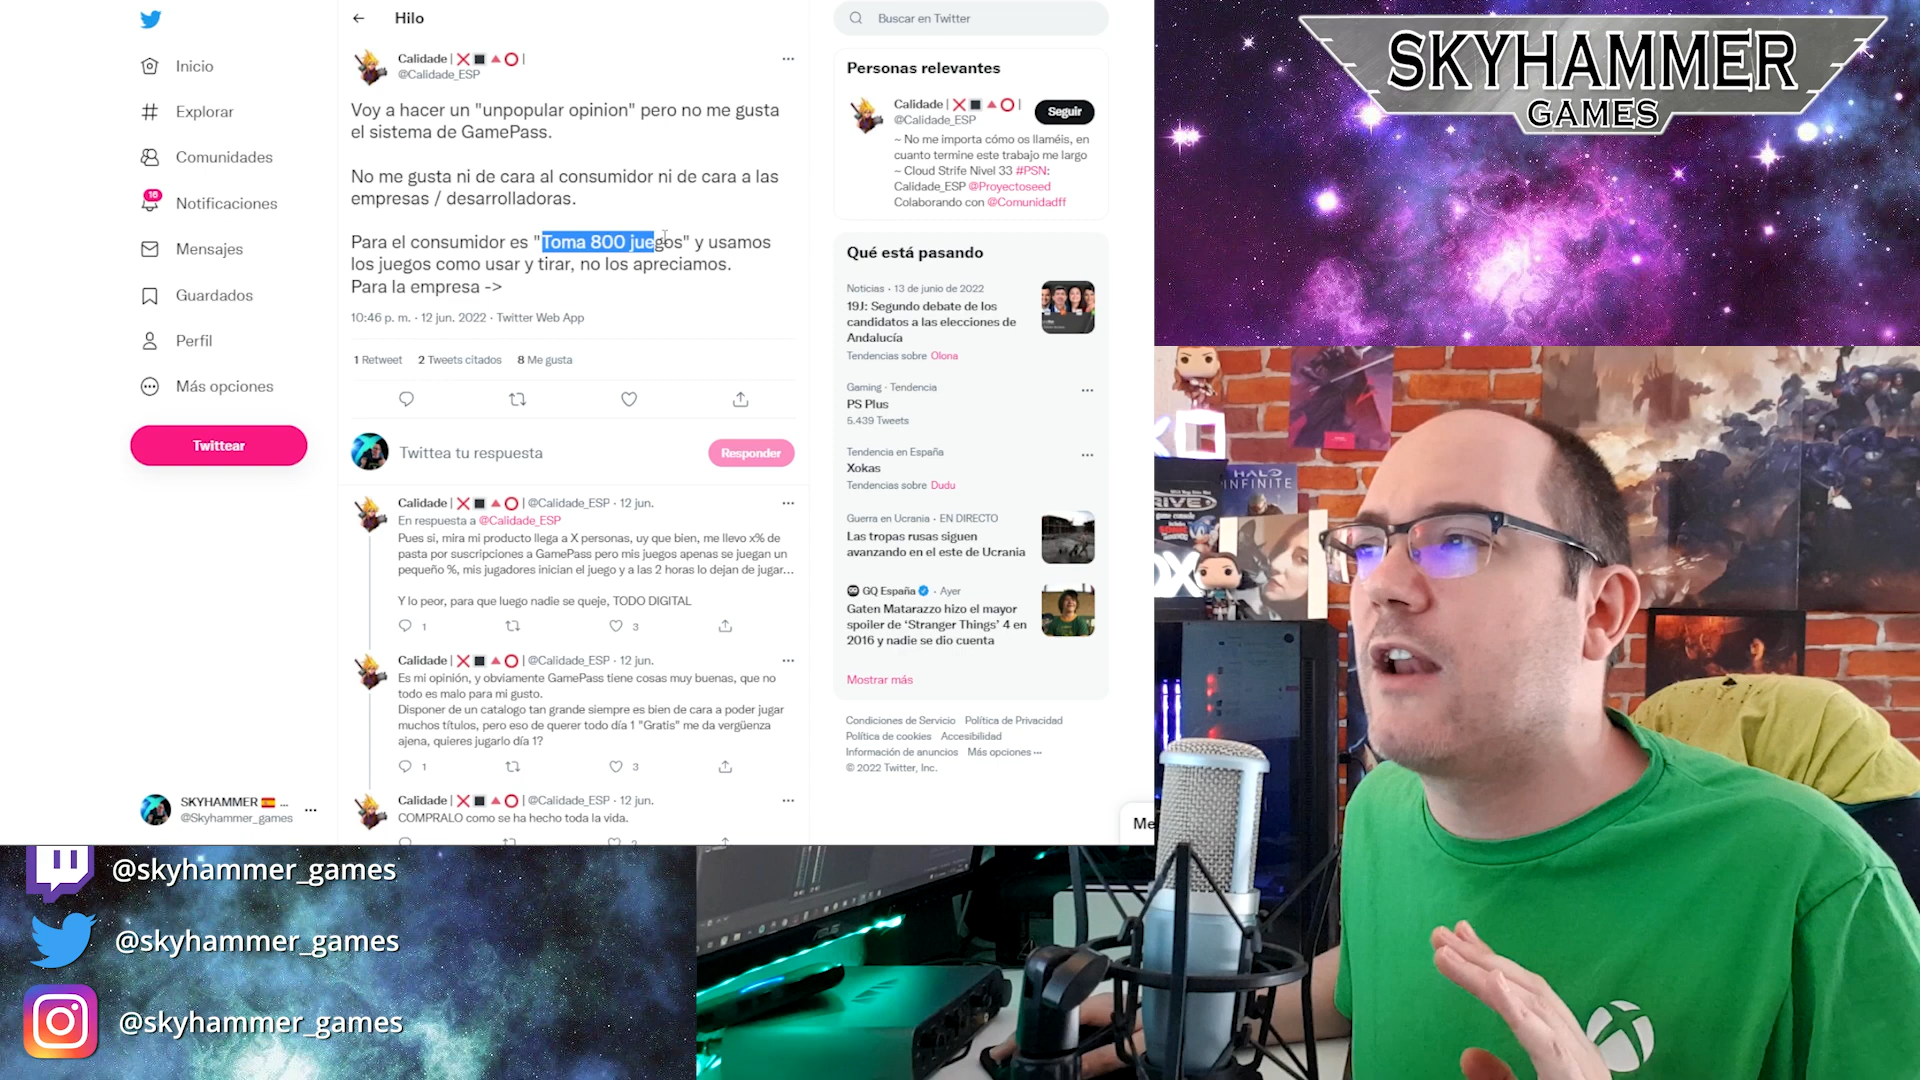 Hilo
Inicio
Explorar
Comunidades
16
Notificaciones
Mensajes
Guardados
Perfil
Más opciones
Twittear
SKYHAMMER 🇪🇸 ...
@Skyhammer_games
Calidade | ❌ ◼ 🔺 ⭕ |
@Calidade_ESP
Voy a hacer un "unpopular opinion" pero no me gusta
el sistema de GamePass.
No me gusta ni de cara al consumidor ni de cara a las
empresas / desarrolladoras.
Para el consumidor es "Toma 800 juegos" y usamos
los juegos como usar y tirar, no los apreciamos.
Para la empresa ->
10:46 p. m. · 12 jun. 2022 · Twitter Web App
1 Retweet 2 Tweets citados 8 Me gusta
Twittea tu respuesta
Responder
Calidade | ❌ ◼ 🔺 ⭕ | @Calidade_ESP · 12 jun.
En respuesta a @Calidade_ESP
Pues si, mira mi producto llega a X personas, uy que bien, me llevo x% de
pasta por suscripciones a GamePass pero mis juegos apenas se juegan un
pequeño %, mis jugadores inician el juego y a las 2 horas lo dejan de jugar...
Y lo peor, para que luego nadie se queje, TODO DIGITAL
1 3
Calidade | ❌ ◼ 🔺 ⭕ | @Calidade_ESP · 12 jun.
Es mi opinión, y obviamente GamePass tiene cosas muy buenas, que no
todo es malo para mi gusto.
Disponer de un catalogo tan grande siempre es bien de cara a poder jugar
muchos títulos, pero eso de querer todo día 1 "Gratis" me da vergüenza
ajena, quieres jugarlo día 1?
1 3
Calidade | ❌ ◼ 🔺 ⭕ | @Calidade_ESP · 12 jun.
COMPRALO como se ha hecho toda la vida.
Buscar en Twitter
Personas relevantes
Calidade | ❌ ◼ 🔺 ⭕ |
@Calidade_ESP
Seguir
~ No me importa cómo os llaméis, en
cuanto termine este trabajo me largo
~ Cloud Strife Nivel 33 #PSN:
Calidade_ESP @Proyectoseed
Colaborando con @Comunidadff
Qué está pasando
Noticias · 13 de junio de 2022
19J: Segundo debate de los
candidatos a las elecciones de
Andalucía
Tendencias sobre Olona
Gaming · Tendencia
PS Plus
5.439 Tweets
Tendencia en España
Xokas
Tendencias sobre Dudu
Guerra en Ucrania · EN DIRECTO
Las tropas rusas siguen
avanzando en el este de Ucrania
GQ España · Ayer
Gaten Matarazzo hizo el mayor
spoiler de 'Stranger Things' 4 en
2016 y nadie se dio cuenta
Mostrar más
Condiciones de Servicio Política de Privacidad
Política de cookies Accesibilidad
Información de anuncios Más opciones ···
© 2022 Twitter, Inc.
Me
SKYHAMMER
GAMES
HALO
INFINITE
@skyhammer_games
@skyhammer_games
@skyhammer_games